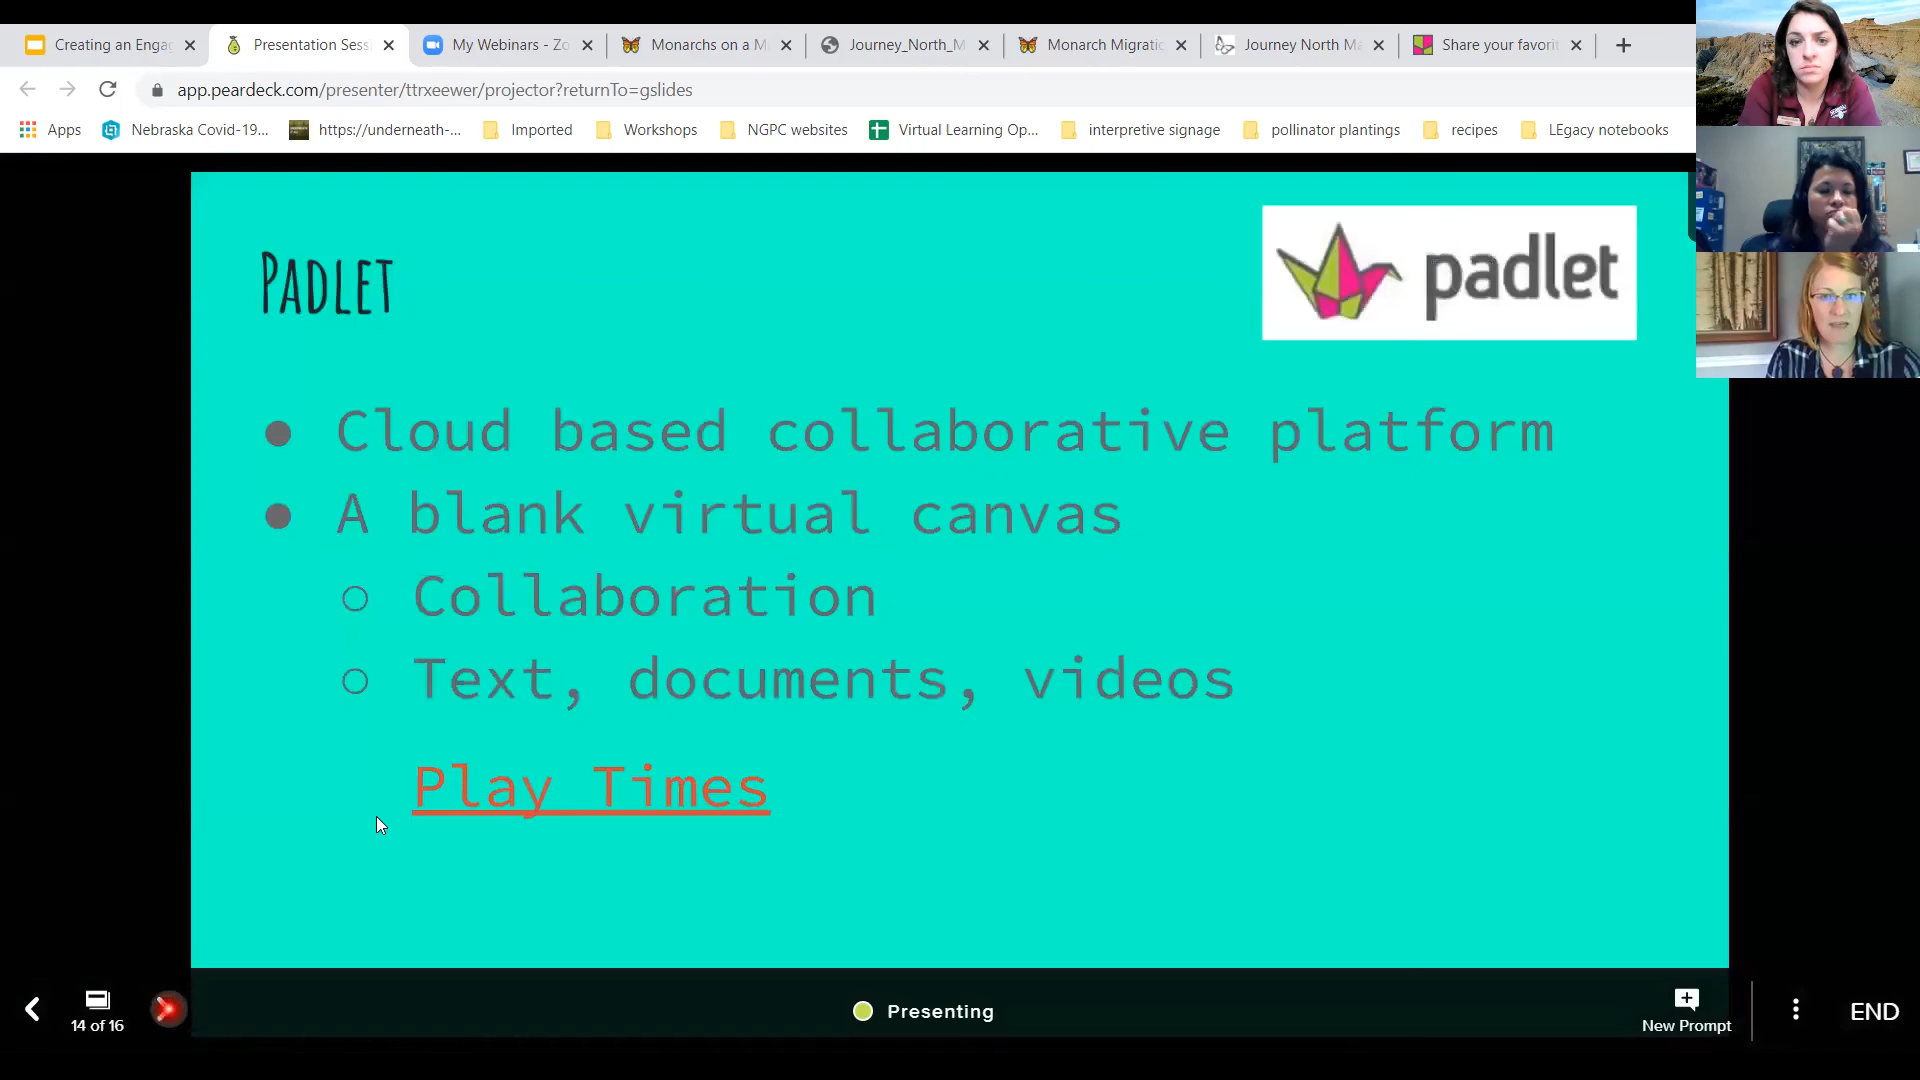 Creating an Enga
Presentation Sess
My Webinars - Zo
Monarchs on a M
Journey_North_M
Monarch Migratio
Journey North Ma
Share your favorit
app.peardeck.com/presenter/ttrxeewer/projector?returnTo=gslides
Apps
Nebraska Covid-19...
https://underneath-...
Imported
Workshops
NGPC websites
Virtual Learning Op...
interpretive signage
pollinator plantings
recipes
LEgacy notebooks
Padlet
padlet
Cloud based collaborative platform
A blank virtual canvas
Collaboration
Text, documents, videos
Play Times
14 of 16
Presenting
New Prompt
END